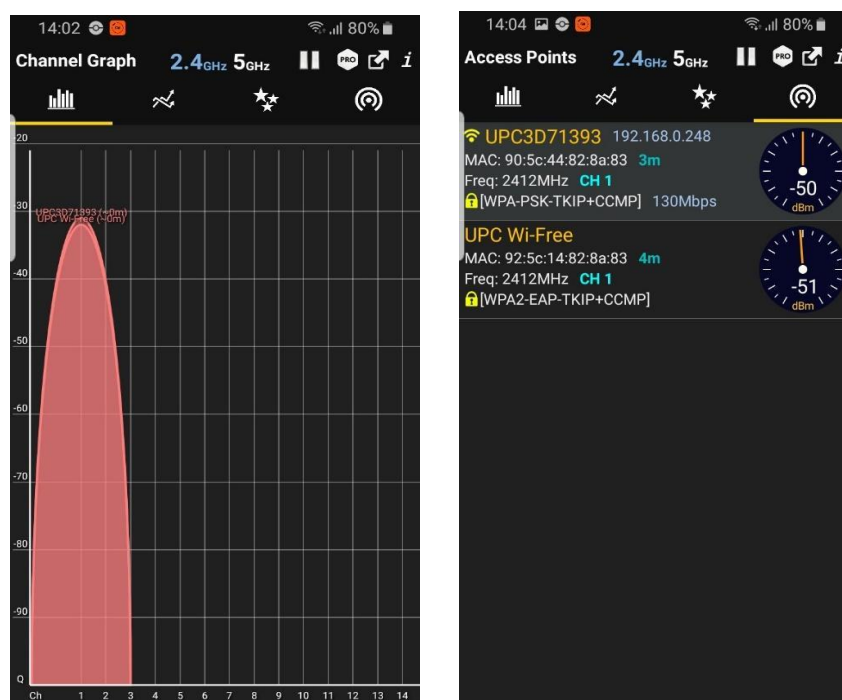 14:02 80%
Channel Graph 2.4GHz 5GHz PRO i
-20
-30
UPC3D71393 (~0m)
UPC Wi-Free (~0m)
-40
-50
-60
-70
-80
-90
Q
Ch 1 2 3 4 5 6 7 8 9 10 11 12 13 14
14:04 80%
Access Points 2.4GHz 5GHz PRO i
UPC3D71393 192.168.0.248
MAC: 90:5c:44:82:8a:83 3m
Freq: 2412MHz CH 1
[WPA-PSK-TKIP+CCMP] 130Mbps
-50
dBm
UPC Wi-Free
MAC: 92:5c:14:82:8a:83 4m
Freq: 2412MHz CH 1
[WPA2-EAP-TKIP+CCMP]
-51
dBm